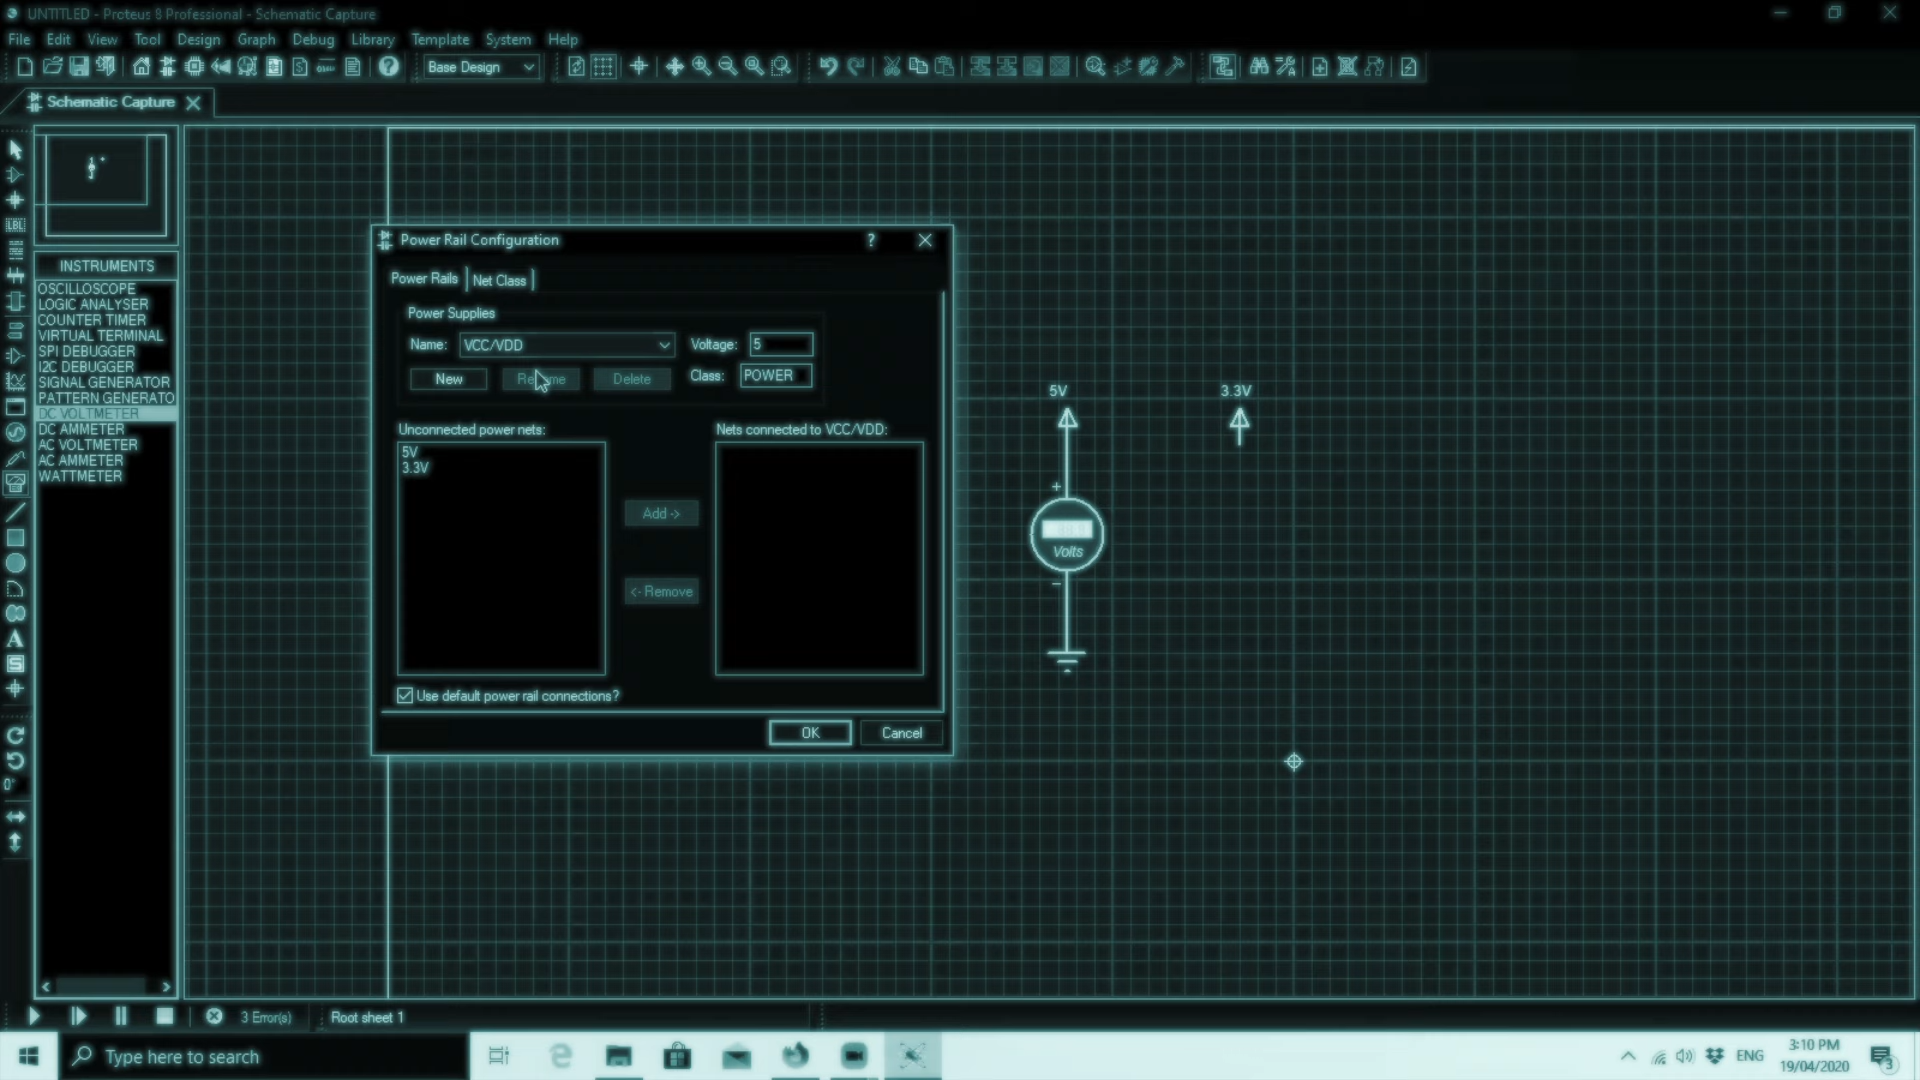 UNTITLED - Proteus 8 Professional - Schematic Capture
File Edit View Tool Design Graph Debug Library Template System Help
Base Design
Schematic Capture
INSTRUMENTS
OSCILLOSCOPE
LOGIC ANALYSER
COUNTER TIMER
VIRTUAL TERMINAL
SPI DEBUGGER
I2C DEBUGGER
SIGNAL GENERATOR
PATTERN GENERATO
DC VOLTMETER
DC AMMETER
AC VOLTMETER
AC AMMETER
WATTMETER
LBL
A
S
0°
Power Rail Configuration
?
Power Rails Net Class
Power Supplies
Name: VCC/VDD Voltage: 5
New Delete Class: POWER
Unconnected power nets: Nets connected to VCC/VDD:
5V
3.3V
Add ->
<- Remove
Use default power rail connections?
OK Cancel
5V 3.3V
+
Volts
−
3 Error(s) Root sheet 1
Type here to search
ENG
3:10 PM
19/04/2020
3